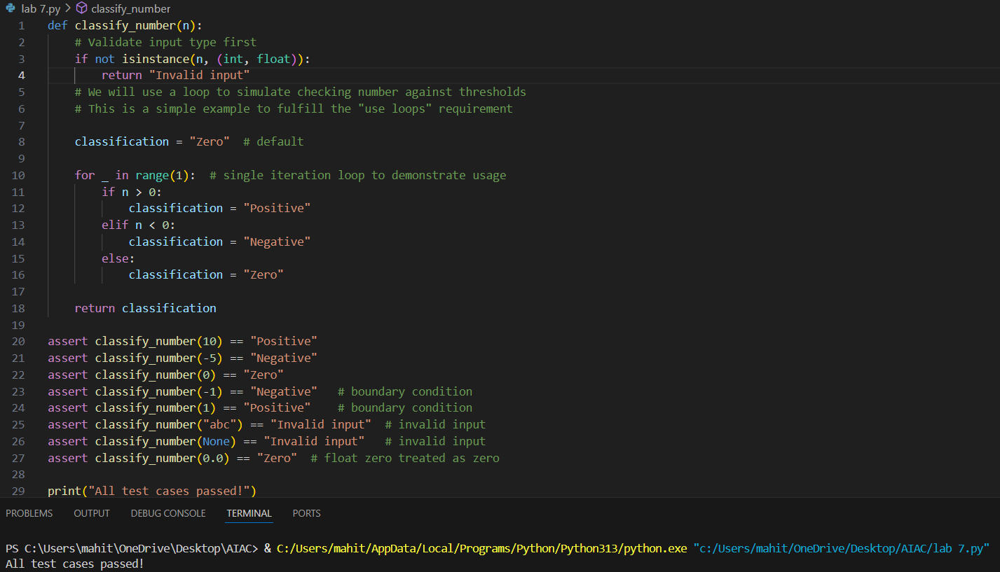 lab 7.py > classify_number
1 def classify_number(n):
2     # Validate input type first
3     if not isinstance(n, (int, float)):
4         return "Invalid input"
5     # We will use a loop to simulate checking number against thresholds
6     # This is a simple example to fulfill the "use loops" requirement
7
8     classification = "Zero"  # default
9
10     for _ in range(1):  # single iteration loop to demonstrate usage
11         if n > 0:
12             classification = "Positive"
13         elif n < 0:
14             classification = "Negative"
15         else:
16             classification = "Zero"
17
18     return classification
19
20 assert classify_number(10) == "Positive"
21 assert classify_number(-5) == "Negative"
22 assert classify_number(0) == "Zero"
23 assert classify_number(-1) == "Negative"   # boundary condition
24 assert classify_number(1) == "Positive"    # boundary condition
25 assert classify_number("abc") == "Invalid input"  # invalid input
26 assert classify_number(None) == "Invalid input"   # invalid input
27 assert classify_number(0.0) == "Zero"  # float zero treated as zero
28
29 print("All test cases passed!")
PROBLEMS OUTPUT DEBUG CONSOLE TERMINAL PORTS
PS C:\Users\mahit\OneDrive\Desktop\AIAC> & C:/Users/mahit/AppData/Local/Programs/Python/Python313/python.exe "c:/Users/mahit/OneDrive/Desktop/AIAC/lab 7.py"
All test cases passed!